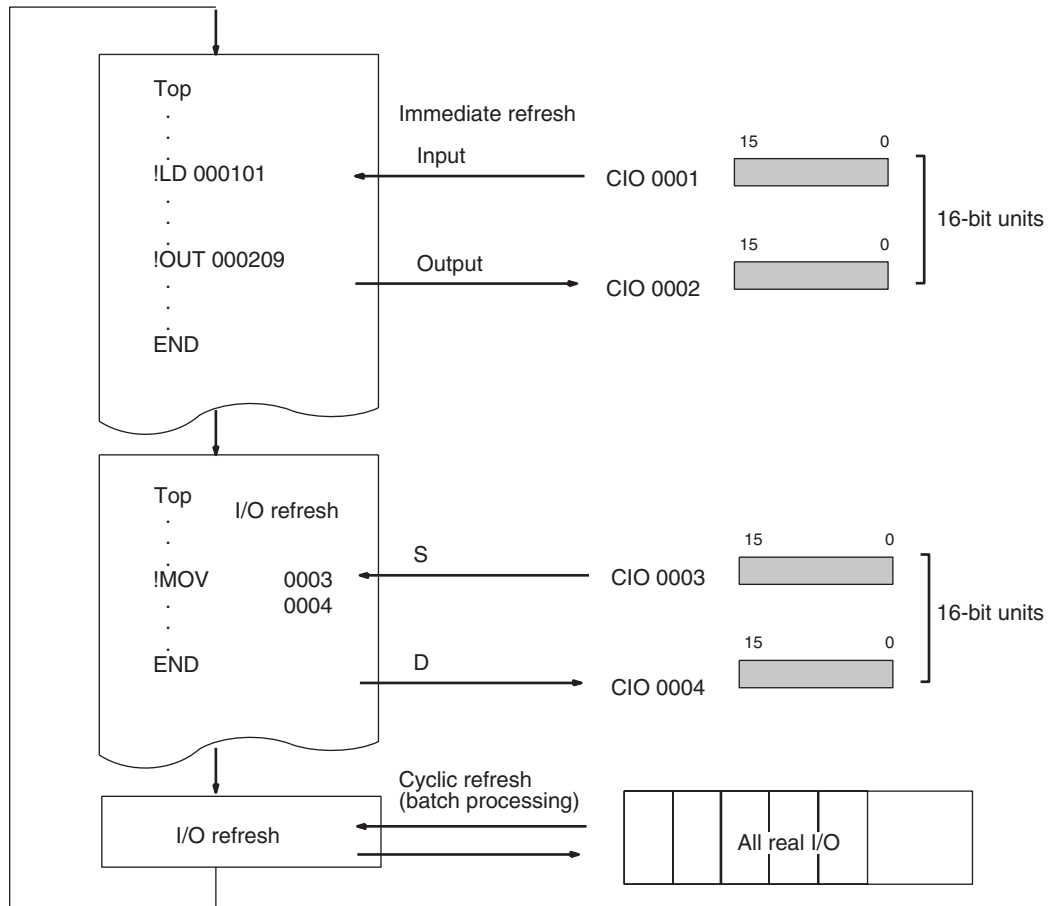 Top
.
.
.
!LD 000101
.
.
.
!OUT 000209
.
.
.
END
Immediate refresh
Input
CIO 0001
15 0
Output
CIO 0002
15 0
16-bit units
Top
.
.
.
I/O refresh
!MOV 0003
0004
.
.
.
END
S
CIO 0003
15 0
D
CIO 0004
15 0
16-bit units
Cyclic refresh
(batch processing)
I/O refresh
All real I/O